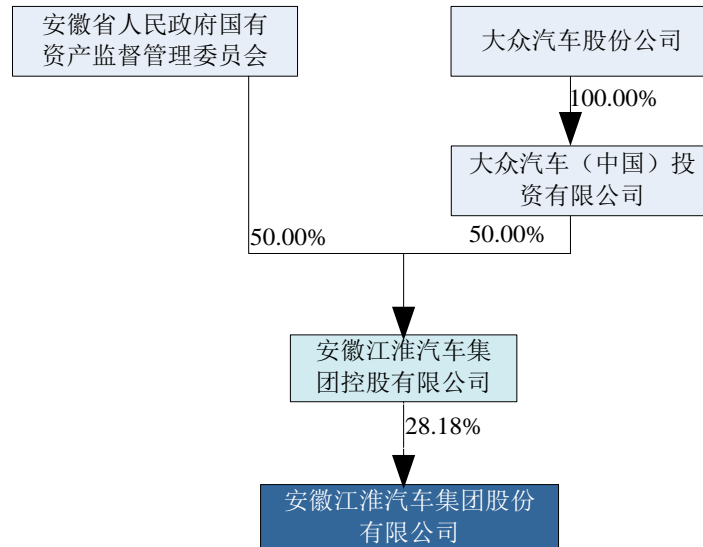 安徽省人民政府国有
资产监督管理委员会
大众汽车股份公司
100.00%
大众汽车（中国）投
资有限公司
50.00%
50.00%
安徽江淮汽车集
团控股有限公司
28.18%
安徽江淮汽车集团股份
有限公司